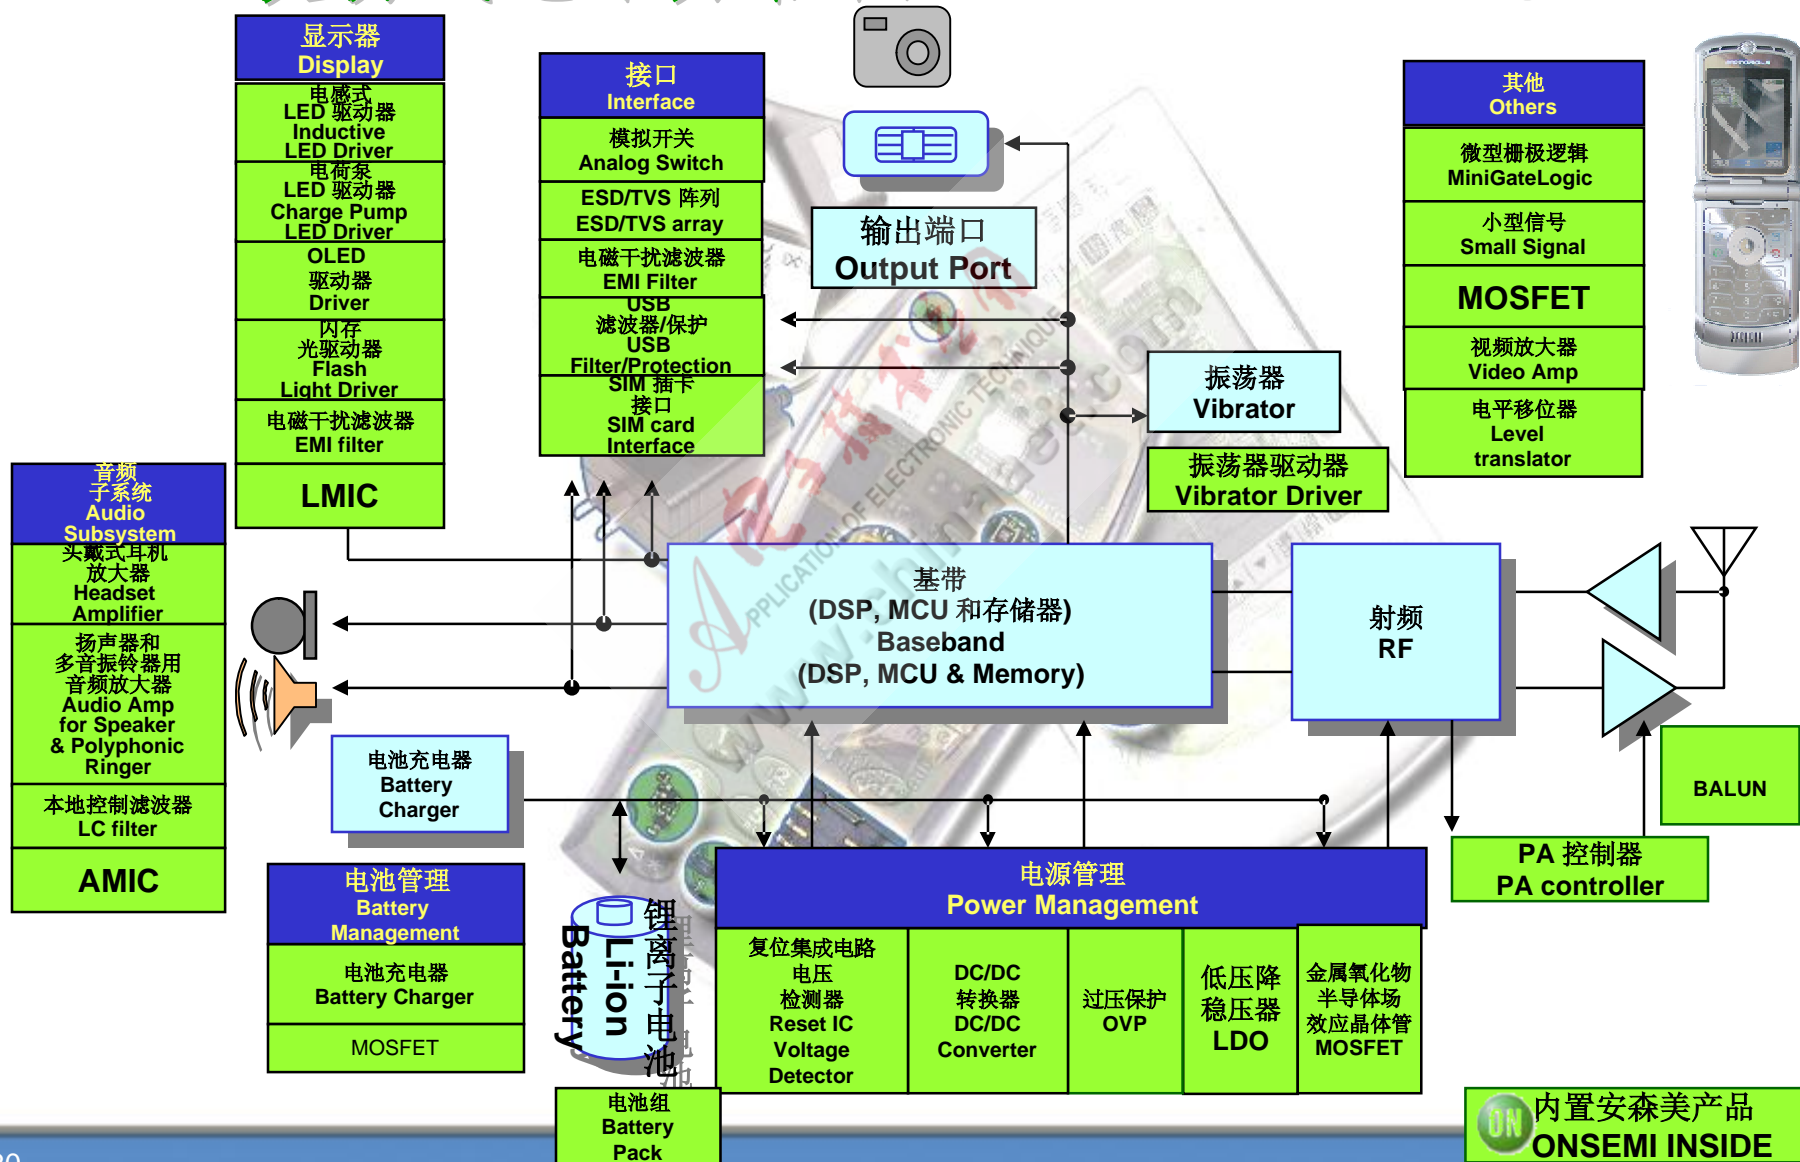 显示器
Display
电感式
LED 驱动器
Inductive
LED Driver
电荷泵
LED 驱动器
Charge Pump
LED Driver
OLED
驱动器
Driver
闪存
光驱动器
Flash
Light Driver
电磁干扰滤波器
EMI filter
LMIC
接口
Interface
模拟开关
Analog Switch
ESD/TVS 阵列
ESD/TVS array
电磁干扰滤波器
EMI Filter
USB
滤波器/保护
USB
Filter/Protection
SIM 插卡
接口
SIM card
Interface
输出端口
Output Port
其他
Others
微型栅极逻辑
MiniGateLogic
小型信号
Small Signal
MOSFET
视频放大器
Video Amp
电平移位器
Level
translator
振荡器
Vibrator
振荡器驱动器
Vibrator Driver
音频
子系统
Audio
Subsystem
头戴式耳机
放大器
Headset
Amplifier
扬声器和
多音振铃器用
音频放大器
Audio Amp
for Speaker
& Polyphonic
Ringer
本地控制滤波器
LC filter
AMIC
基带
(DSP, MCU 和存储器)
Baseband
(DSP, MCU & Memory)
射频
RF
电池充电器
Battery
Charger
BALUN
PA 控制器
PA controller
电池管理
Battery
Management
电池充电器
Battery Charger
MOSFET
锂离子电池
Li-ion
Battery
电池组
Battery
Pack
电源管理
Power Management
复位集成电路
电压
检测器
Reset IC
Voltage
Detector
DC/DC
转换器
DC/DC
Converter
过压保护
OVP
低压降
稳压器
LDO
金属氧化物
半导体场
效应晶体管
MOSFET
ON
内置安森美产品
ONSEMI INSIDE
APPLICATION OF ELECTRONIC TECHNIQUE